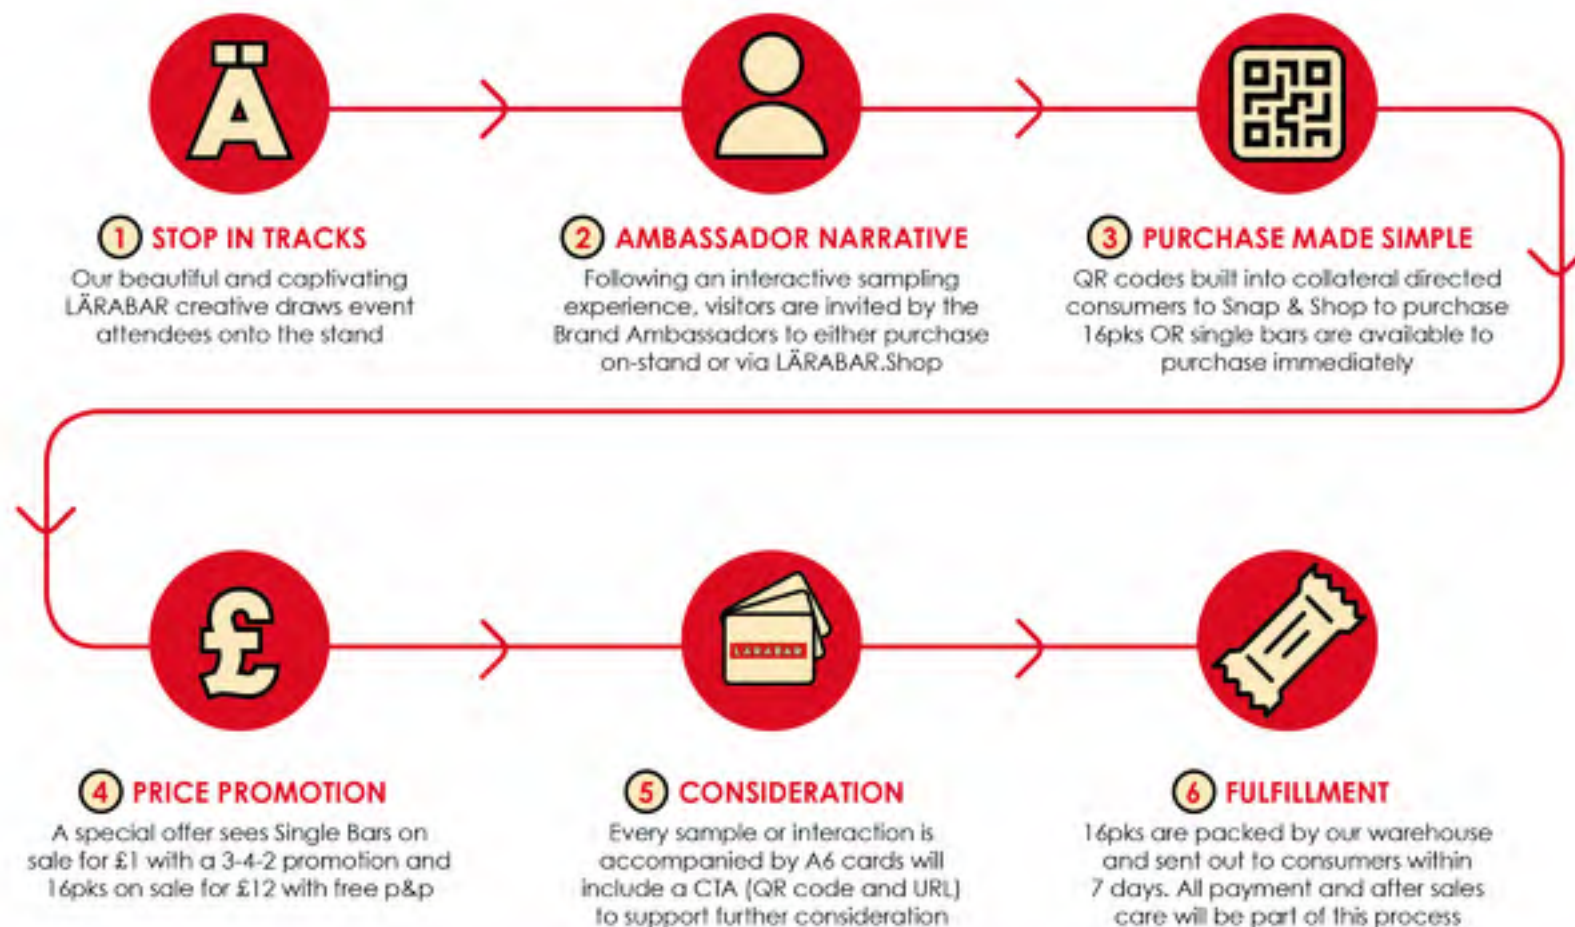 Ä
1 STOP IN TRACKS
Our beautiful and captivating
LÄRABAR creative draws event
attendees onto the stand
2 AMBASSADOR NARRATIVE
Following an interactive sampling
experience, visitors are invited by the
Brand Ambassadors to either purchase
on-stand or via LÄRABAR.Shop
3 PURCHASE MADE SIMPLE
QR codes built into collateral directed
consumers to Snap & Shop to purchase
16pks OR single bars are available to
purchase immediately
£
4 PRICE PROMOTION
A special offer sees Single Bars on
sale for £1 with a 3-4-2 promotion and
16pks on sale for £12 with free p&p
LÄRABAR
5 CONSIDERATION
Every sample or interaction is
accompanied by A6 cards will
include a CTA (QR code and URL)
to support further consideration
6 FULFILLMENT
16pks are packed by our warehouse
and sent out to consumers within
7 days. All payment and after sales
care will be part of this process